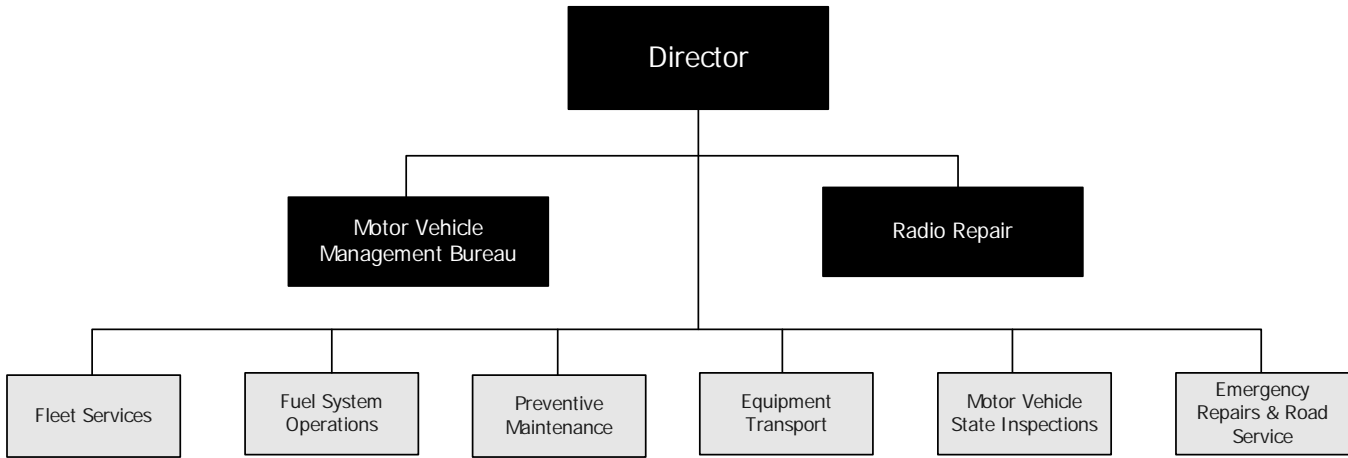 Director
Motor Vehicle
Management Bureau
Radio Repair
Fleet Services
Fuel System
Operations
Preventive
Maintenance
Equipment
Transport
Motor Vehicle
State Inspections
Emergency
Repairs & Road
Service